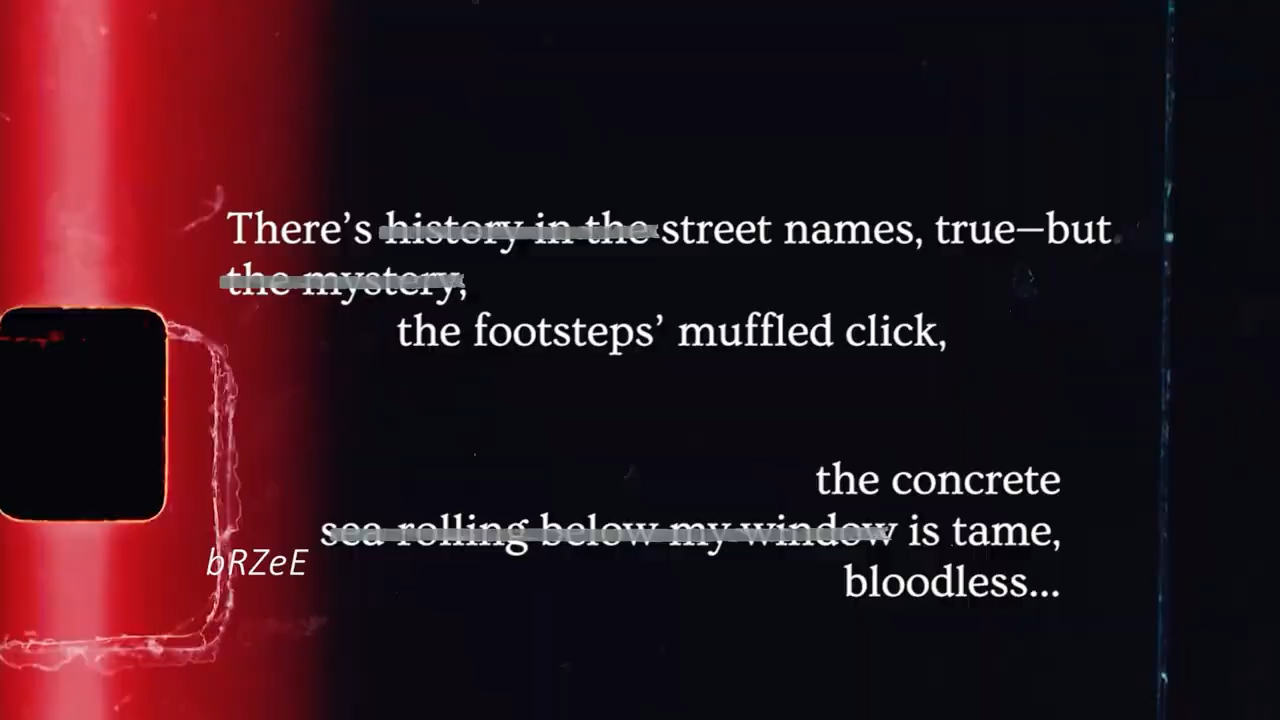 There’s history in the street names, true—but
the mystery,
the footsteps’ muffled click,
the concrete
sea rolling below my window is tame,
bRZeE
bloodless...